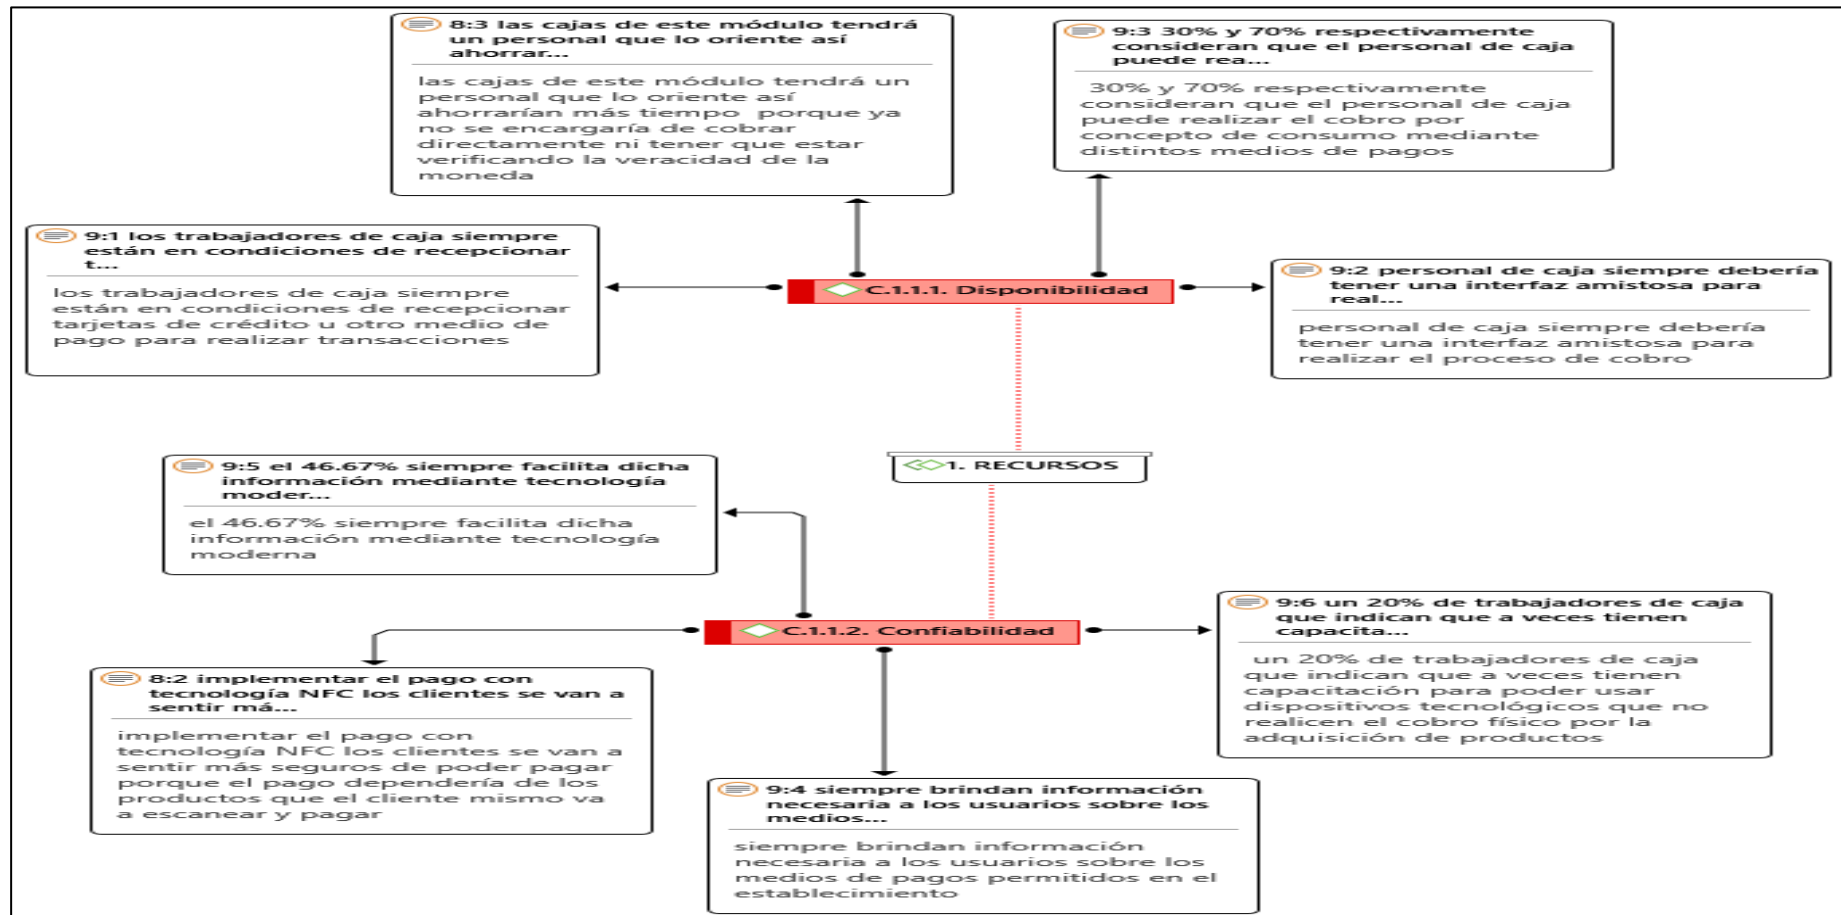 8:3 las cajas de este módulo tendrá
un personal que lo oriente así
ahorrar...
las cajas de este módulo tendrá un
personal que lo oriente así
ahorrarían más tiempo porque ya
no se encargaría de cobrar
directamente ni tener que estar
verificando la veracidad de la
moneda
9:3 30% y 70% respectivamente
consideran que el personal de caja
puede rea...
30% y 70% respectivamente
consideran que el personal de caja
puede realizar el cobro por
concepto de consumo mediante
distintos medios de pagos
9:1 los trabajadores de caja siempre
están en condiciones de recepcionar
t...
los trabajadores de caja siempre
están en condiciones de recepcionar
tarjetas de crédito u otro medio de
pago para realizar transacciones
C.1.1.1. Disponibilidad
9:2 personal de caja siempre debería
tener una interfaz amistosa para
real...
personal de caja siempre debería
tener una interfaz amistosa para
realizar el proceso de cobro
1. RECURSOS
9:5 el 46.67% siempre facilita dicha
información mediante tecnología
moder...
el 46.67% siempre facilita dicha
información mediante tecnología
moderna
C.1.1.2. Confiabilidad
9:6 un 20% de trabajadores de caja
que indican que a veces tienen
capacita...
un 20% de trabajadores de caja
que indican que a veces tienen
capacitación para poder usar
dispositivos tecnológicos que no
realicen el cobro físico por la
adquisición de productos
8:2 implementar el pago con
tecnología NFC los clientes se van a
sentir má...
implementar el pago con
tecnología NFC los clientes se van a
sentir más seguros de poder pagar
porque el pago dependería de los
productos que el cliente mismo va
a escanear y pagar
9:4 siempre brindan información
necesaria a los usuarios sobre los
medios...
siempre brindan información
necesaria a los usuarios sobre los
medios de pagos permitidos en el
establecimiento